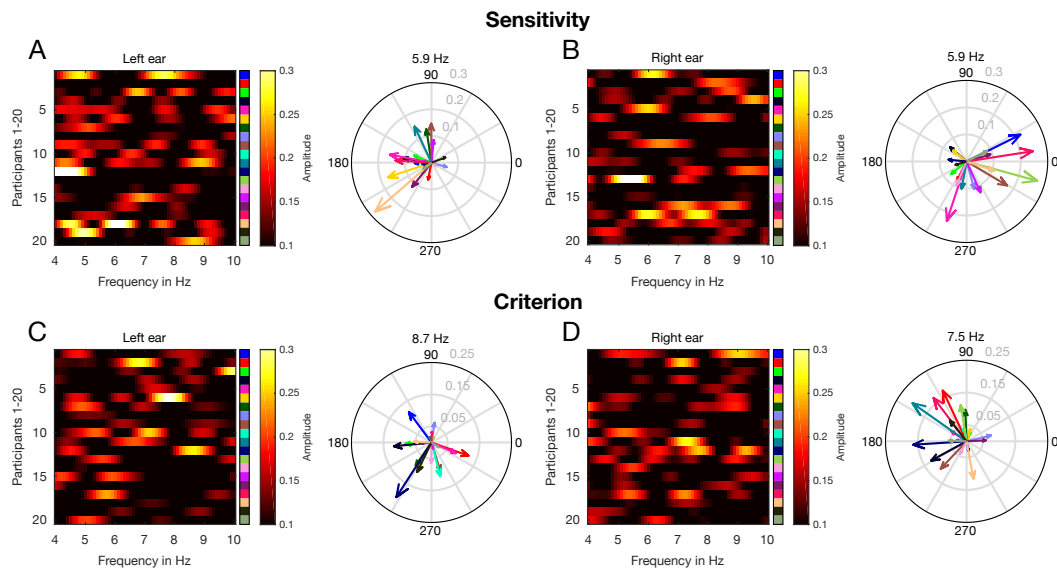 Sensitivity
A
Left ear
5
10
15
20
Participants 1-20
4 5 6 7 8 9 10
Frequency in Hz
0.3
0.25
0.2
0.15
0.1
Amplitude
5.9 Hz
90
0.3
0.2
0.1
180
0
270
B
Right ear
5
10
15
20
Participants 1-20
4 5 6 7 8 9 10
Frequency in Hz
0.3
0.25
0.2
0.15
0.1
Amplitude
5.9 Hz
90
0.3
0.2
0.1
180
0
270
Criterion
C
Left ear
5
10
15
20
Participants 1-20
4 5 6 7 8 9 10
Frequency in Hz
0.3
0.25
0.2
0.15
0.1
Amplitude
8.7 Hz
90
0.25
0.15
0.05
180
0
270
D
Right ear
5
10
15
20
Participants 1-20
4 5 6 7 8 9 10
Frequency in Hz
0.3
0.25
0.2
0.15
0.1
Amplitude
7.5 Hz
90
0.25
0.15
0.05
180
0
270